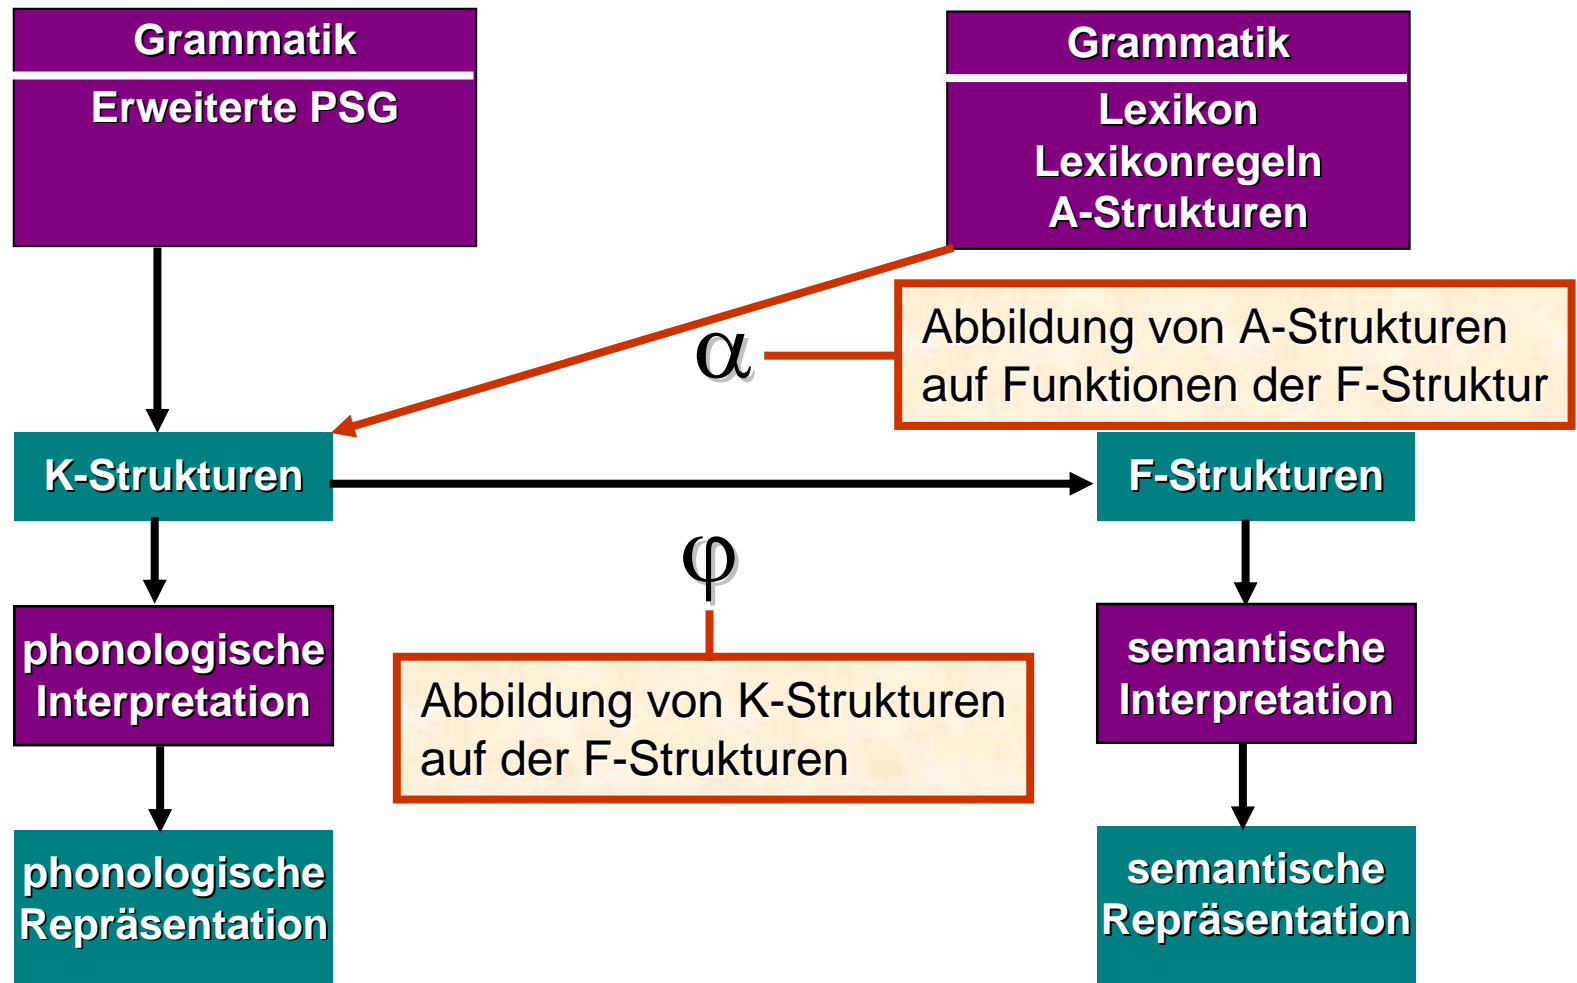 Grammatik
Erweiterte PSG
Grammatik
Lexikon
Lexikonregeln
A-Strukturen
α
Abbildung von A-Strukturen
auf Funktionen der F-Struktur
K-Strukturen
F-Strukturen
φ
Abbildung von K-Strukturen
auf der F-Strukturen
phonologische
Interpretation
semantische
Interpretation
phonologische
Repräsentation
semantische
Repräsentation